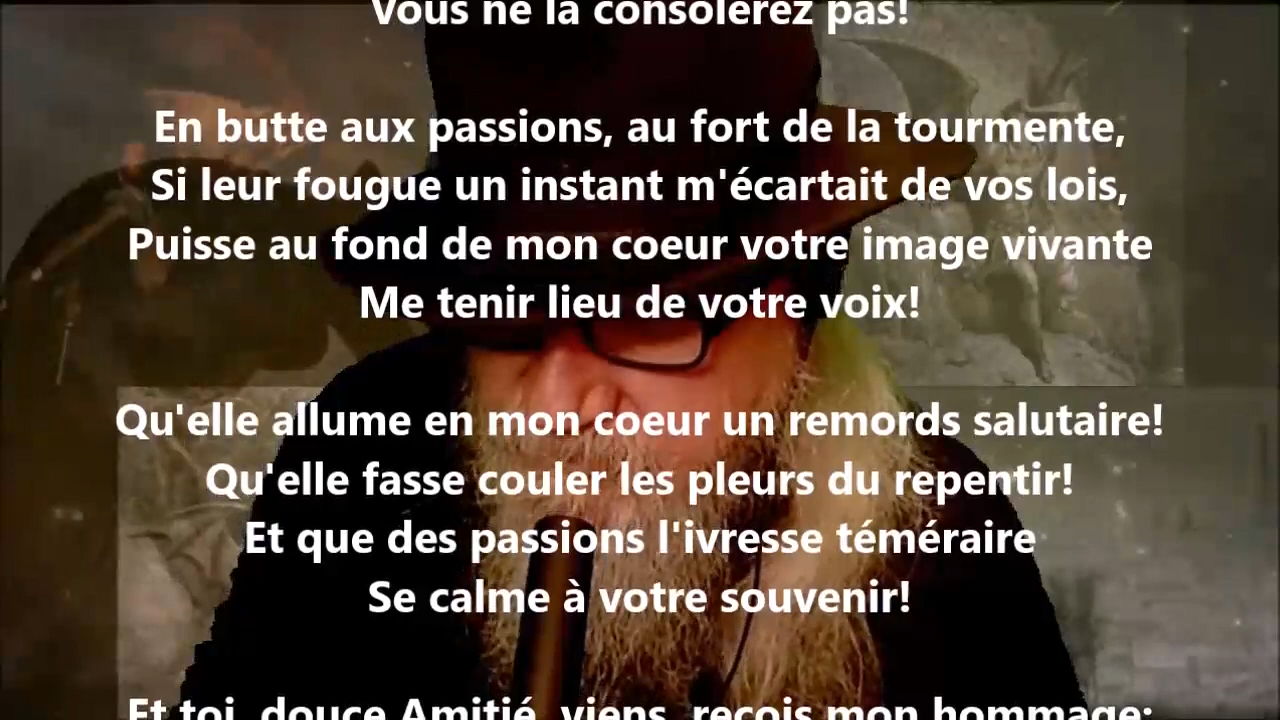 Vous ne la consolerez pas!
En butte aux passions, au fort de la tourmente,
Si leur fougue un instant m'écartait de vos lois,
Puisse au fond de mon coeur votre image vivante
Me tenir lieu de votre voix!
Qu'elle allume en mon coeur un remords salutaire!
Qu'elle fasse couler les pleurs du repentir!
Et que des passions l'ivresse téméraire
Se calme à votre souvenir!
Et toi, douce Amitié, viens, reçois mon hommage;